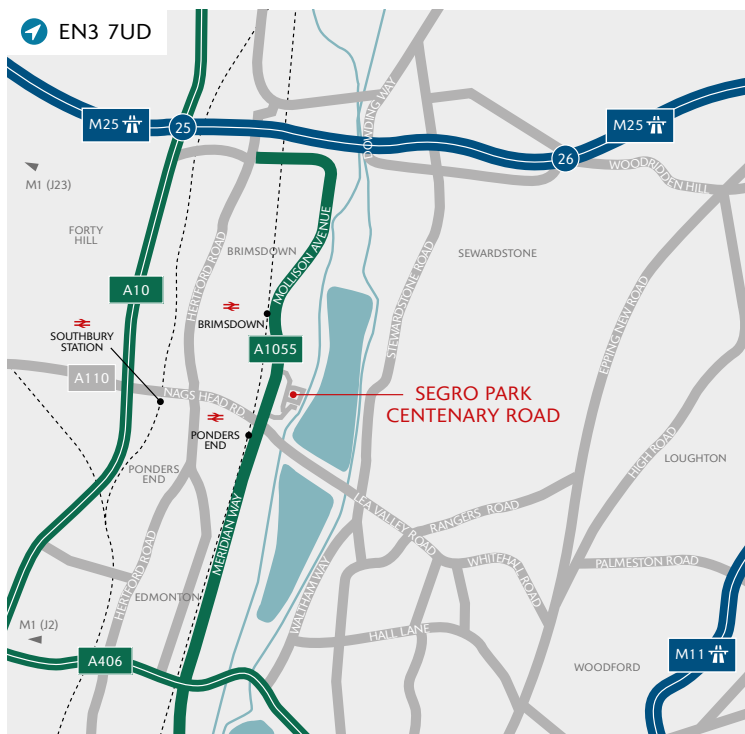 EN3 7UD
M25
25
DOWDING WAY
M25
26
WOODRIDDEN HILL
M1 (J23)
FORTY
HILL
HERTFORD ROAD
BRIMSDOWN
MOLLISON AVENUE
STEWARDSTONE ROAD
SEWARDSTONE
EPPING NEW ROAD
A10
SOUTHBURY
STATION
BRIMSDOWN
A1055
A110
NAGS HEAD RD
SEGRO PARK
CENTENARY ROAD
PONDERS
END
PONDERS
END
HIGH ROAD
LOUGHTON
MERIDIAN WAY
LEA VALLEY ROAD
RANGERS ROAD
WHITEHALL ROAD
PALMESTON ROAD
HERTFORD ROAD
EDMONTON
WALTHAM WAY
HALL LANE
M1 (J2)
A406
WOODFORD
M11